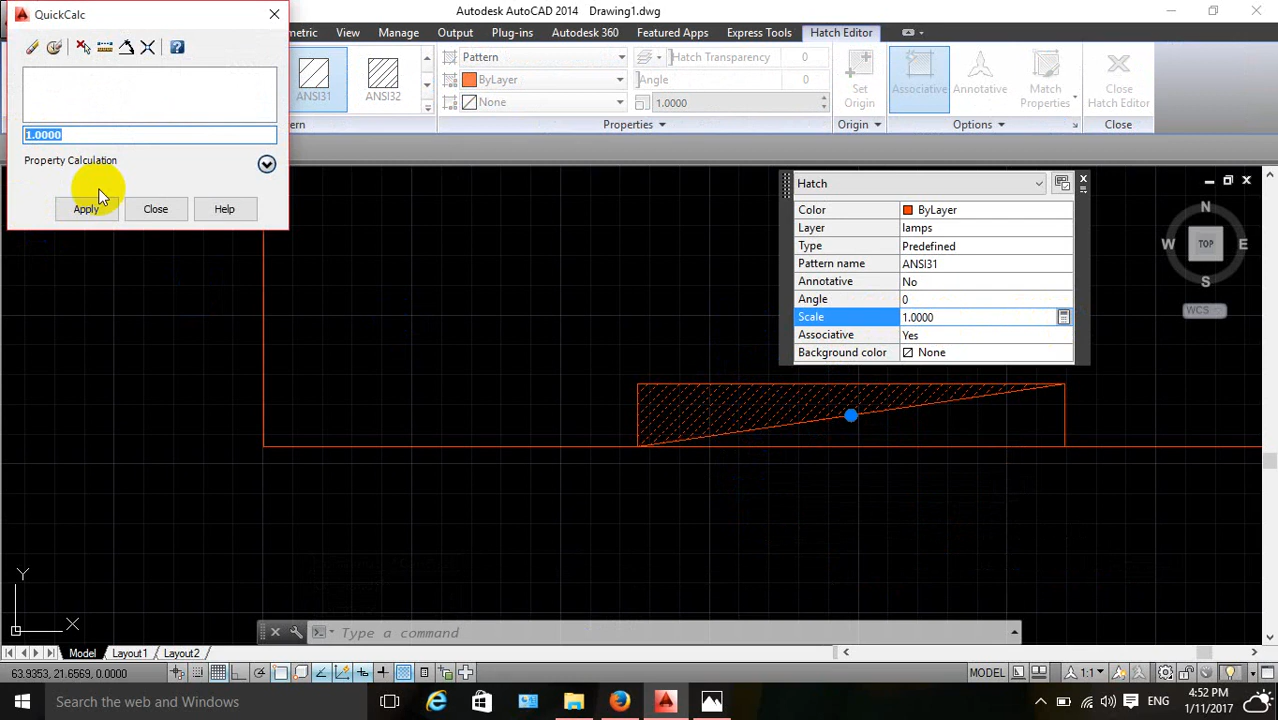 QuickCalc
Autodesk AutoCAD 2014 Drawing1.dwg
metric View Manage Output Plug-ins Autodesk 360 Featured Apps Express Tools Hatch Editor
ANSI31
ANSI32
Pattern
ByLayer
None
Hatch Transparency 0
Angle 0
1.0000
Set Origin
Associative
Annotative
Match Properties
Close Hatch Editor
Properties
Origin
Options
Close
1.0000
Property Calculation
Apply Close Help
Hatch
Color ByLayer
Layer lamps
Type Predefined
Pattern name ANSI31
Annotative No
Angle 0
Scale 1.0000
Associative Yes
Background color None
N
W TOP E
S
WCS
Y
X
Type a command
Model Layout1 Layout2
63.9353, 21.6569, 0.0000
MODEL
1:1
Search the web and Windows
ENG
4:52 PM
1/11/2017